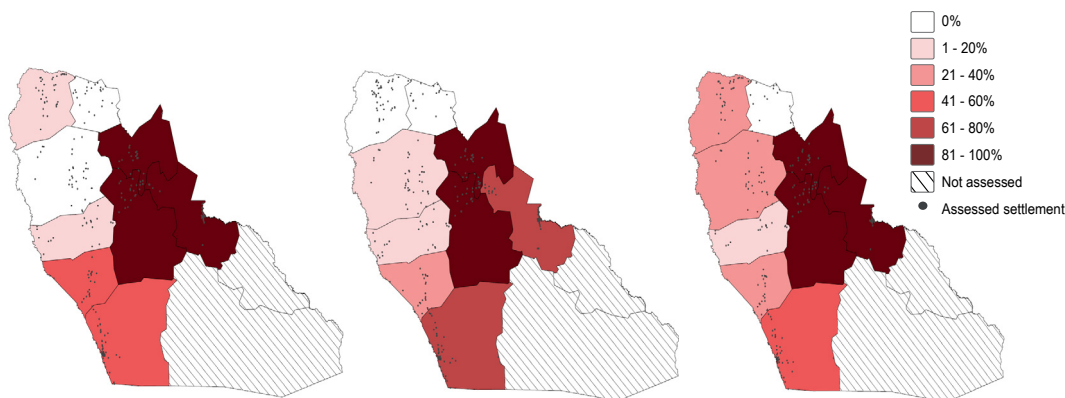 0%
1 - 20%
21 - 40%
41 - 60%
61 - 80%
81 - 100%
Not assessed
Assessed settlement